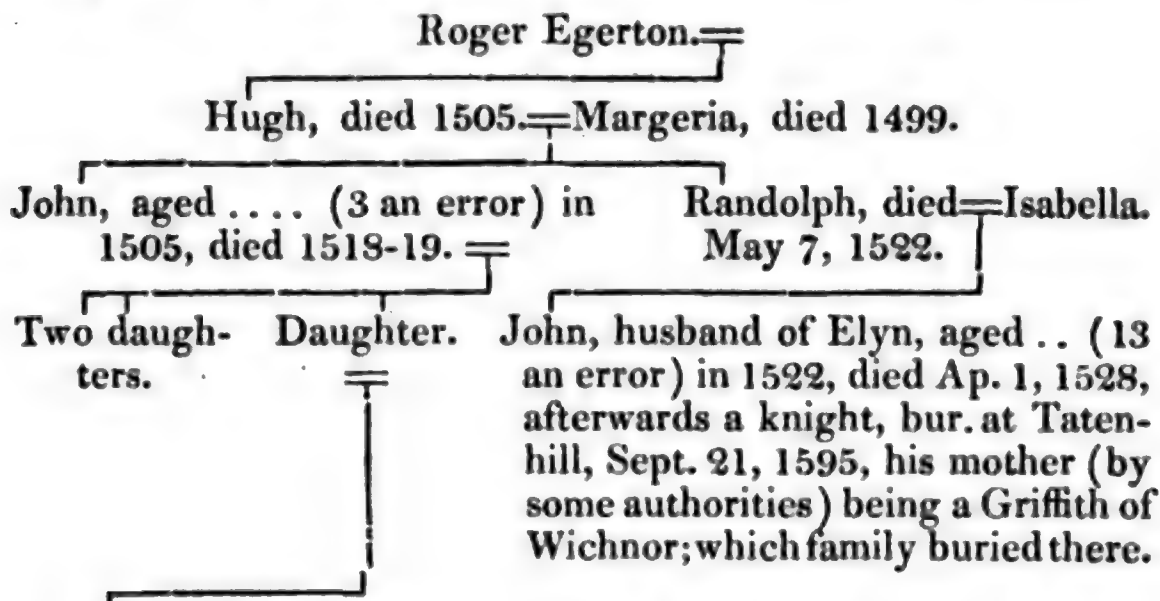 Roger Egerton.
Hugh, died 1505. Margeria, died 1499.
John, aged .... (3 an error) in
1505, died 1518-19.
Randolph, died Isabella.
May 7, 1522.
Two daugh-
ters.
Daughter.
John, husband of Elyn, aged .. (13
an error) in 1522, died Ap. 1, 1528,
afterwards a knight, bur. at Taten-
hill, Sept. 21, 1595, his mother (by
some authorities) being a Griffith of
Wichnor; which family buried there.